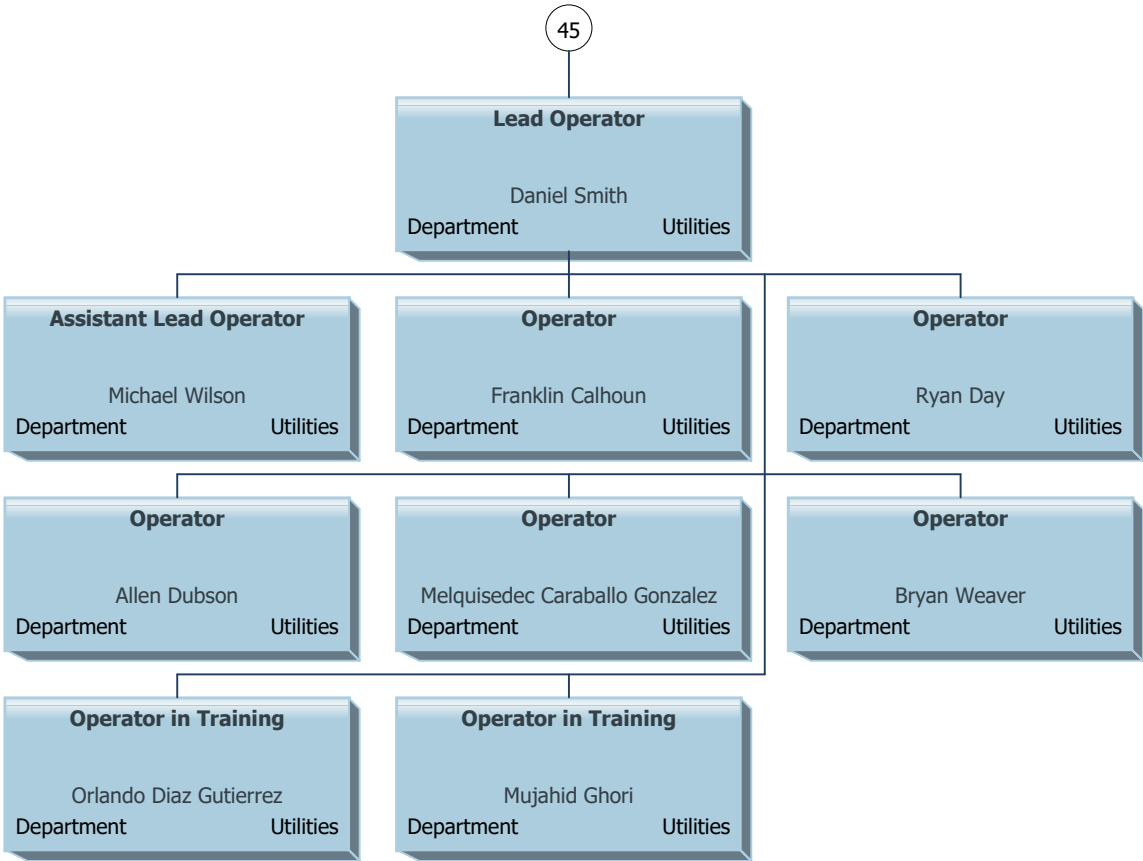 45
Lead Operator
Daniel Smith
Department Utilities
Assistant Lead Operator
Michael Wilson
Department Utilities
Operator
Franklin Calhoun
Department Utilities
Operator
Ryan Day
Department Utilities
Operator
Allen Dubson
Department Utilities
Operator
Melquisedec Caraballo Gonzalez
Department Utilities
Operator
Bryan Weaver
Department Utilities
Operator in Training
Orlando Diaz Gutierrez
Department Utilities
Operator in Training
Mujahid Ghori
Department Utilities